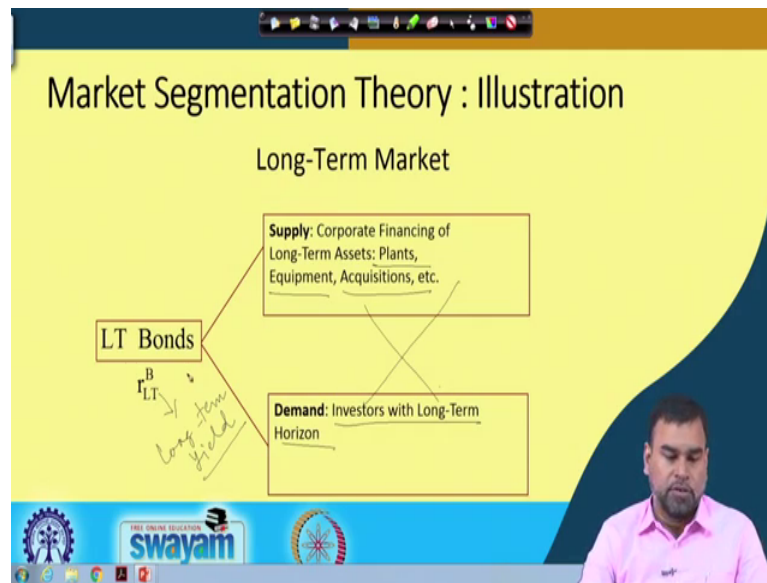 Market Segmentation Theory : Illustration
Long-Term Market
Supply: Corporate Financing of
Long-Term Assets: Plants,
Equipment, Acquisitions, etc.
LT Bonds
r_LT^B
long-term
yield
Demand: Investors with Long-Term
Horizon
FREE ONLINE EDUCATION
swayam